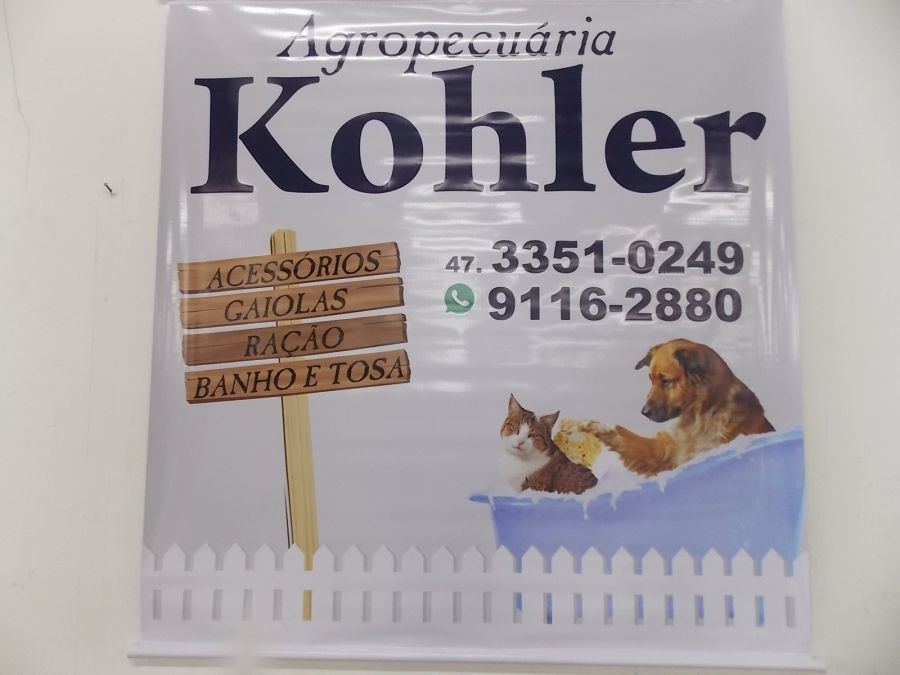 Agropecuária
Kohler
ACESSÓRIOS
GAIOLAS
RAÇÃO
BANHO E TOSA
47. 3351-0249
9116-2880